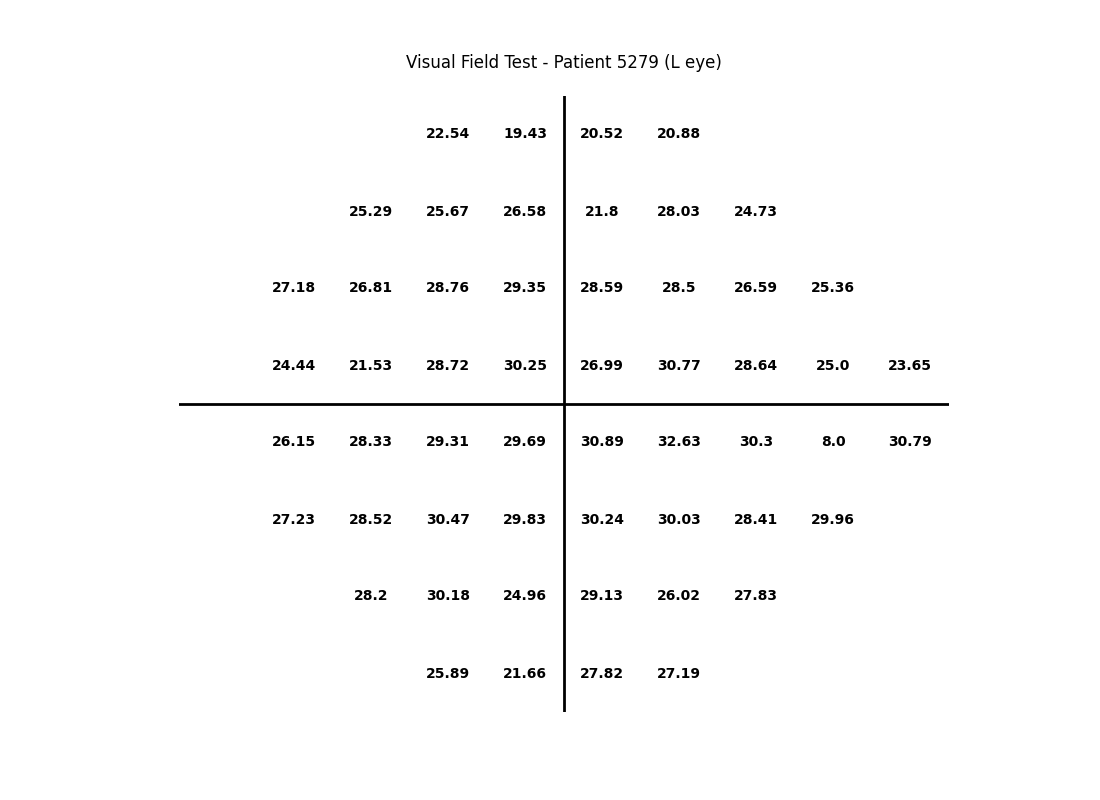 Visual Field Test - Patient 5279 (L eye)
22.54 19.43 20.52 20.88
25.29 25.67 26.58 21.8 28.03 24.73
27.18 26.81 28.76 29.35 28.59 28.5 26.59 25.36
24.44 21.53 28.72 30.25 26.99 30.77 28.64 25.0 23.65
26.15 28.33 29.31 29.69 30.89 32.63 30.3 8.0 30.79
27.23 28.52 30.47 29.83 30.24 30.03 28.41 29.96
28.2 30.18 24.96 29.13 26.02 27.83
25.89 21.66 27.82 27.19